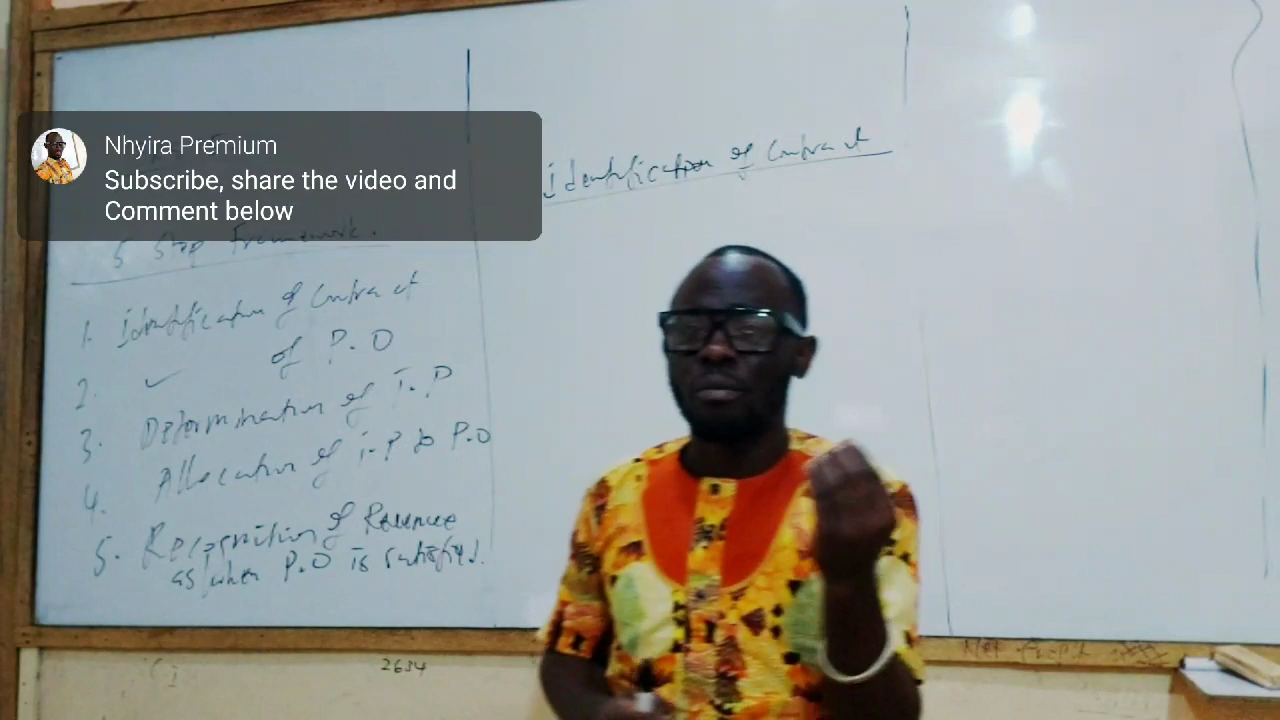 Nhyira Premium
Subscribe, share the video and
Comment below
5 Step Framework.
1. Identification of Contract
2. ✓ of P.O
3. Determination of T.P
4. Allocation of T.P to P.O
5. Recognition of Revenue
as when P.O is satisfied.
Identification of Contract
2634